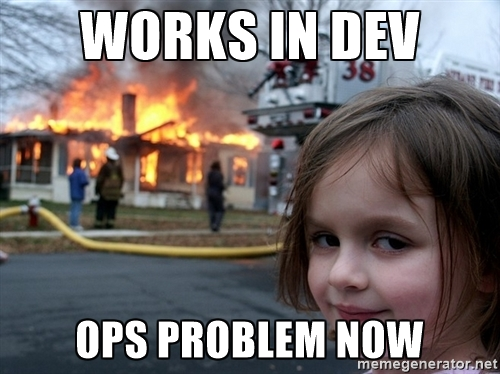 WORKS IN DEV
38
OPS PROBLEM NOW
memegenerator.net